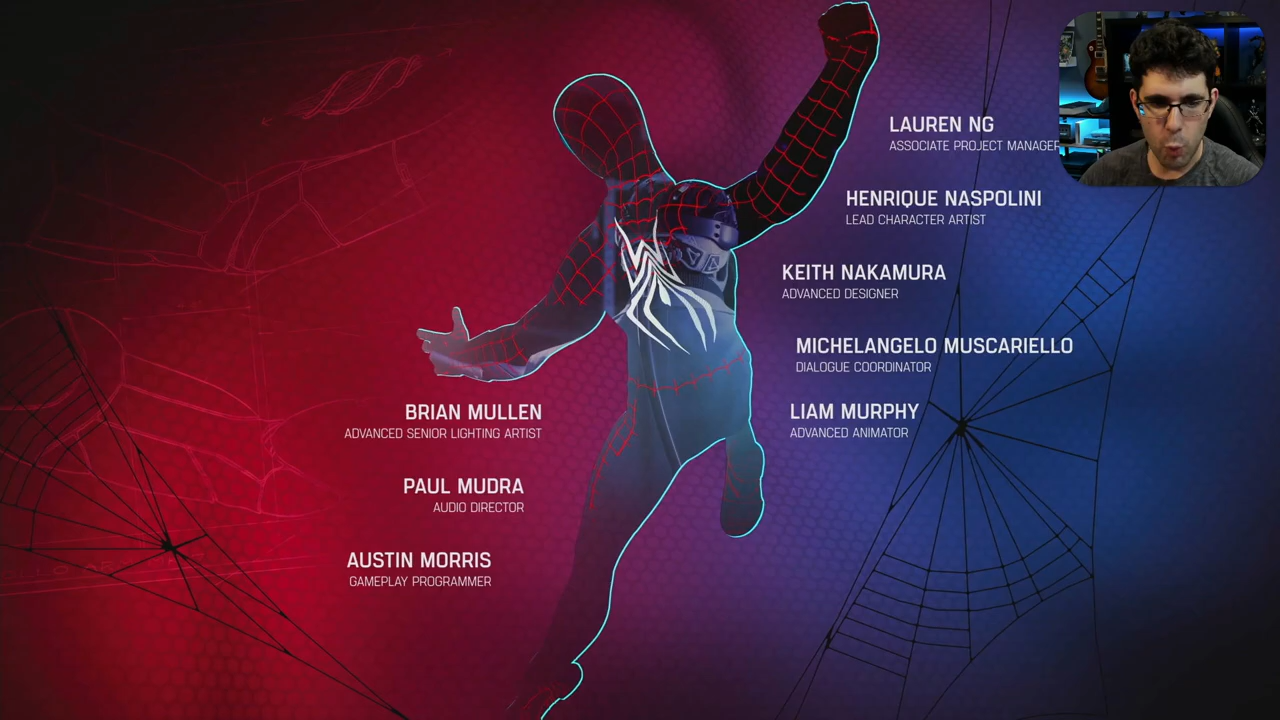 LAUREN NG
ASSOCIATE PROJECT MANAGER
HENRIQUE NASPOLINI
LEAD CHARACTER ARTIST
KEITH NAKAMURA
ADVANCED DESIGNER
MICHELANGELO MUSCARIELLO
DIALOGUE COORDINATOR
LIAM MURPHY
ADVANCED ANIMATOR
BRIAN MULLEN
ADVANCED SENIOR LIGHTING ARTIST
PAUL MUDRA
AUDIO DIRECTOR
AUSTIN MORRIS
GAMEPLAY PROGRAMMER